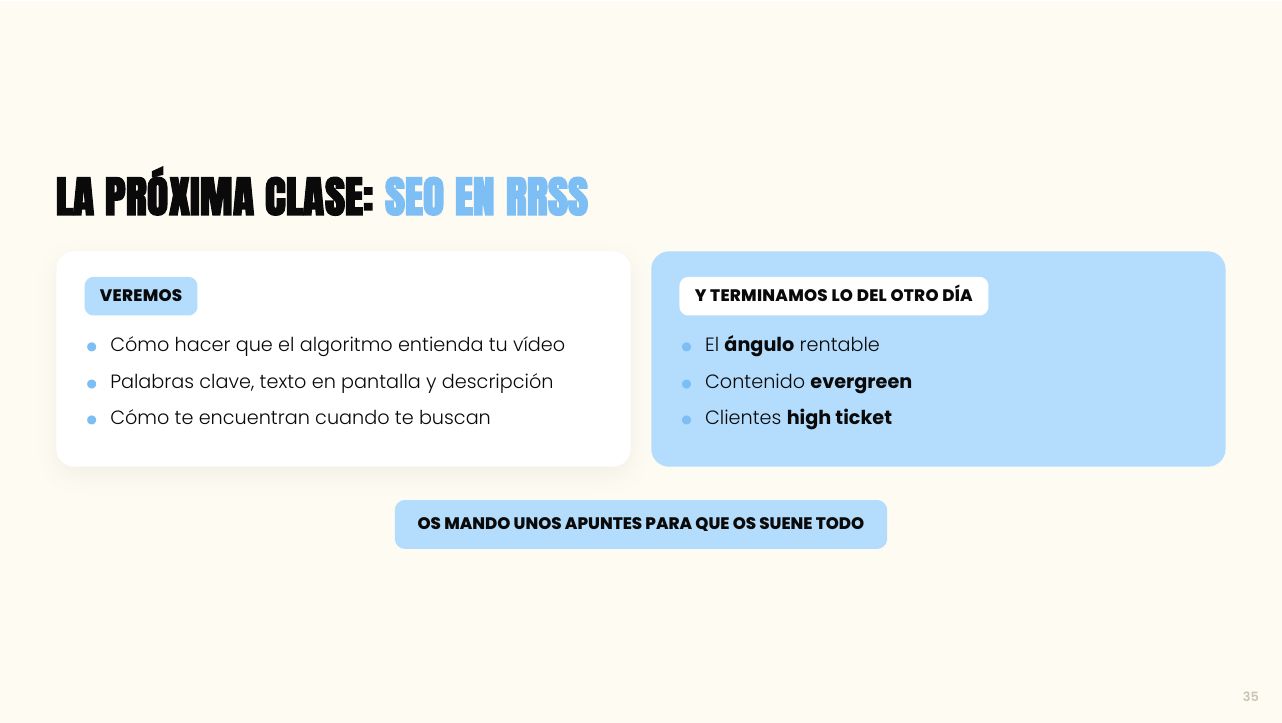 LA PRÓXIMA CLASE: SEO EN RRSS
VEREMOS
Cómo hacer que el algoritmo entienda tu vídeo
Palabras clave, texto en pantalla y descripción
Cómo te encuentran cuando te buscan
Y TERMINAMOS LO DEL OTRO DÍA
El ángulo rentable
Contenido evergreen
Clientes high ticket
OS MANDO UNOS APUNTES PARA QUE OS SUENE TODO
35